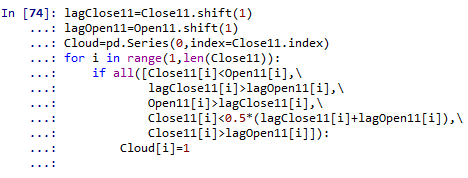 In [74]: lagClose11=Close11.shift(1)
    ...: lagOpen11=Open11.shift(1)
    ...: Cloud=pd.Series(0,index=Close11.index)
    ...: for i in range(1,len(Close11)):
    ...:     if all([Close11[i]<Open11[i],\
    ...:            lagClose11[i]>lagOpen11[i],\
    ...:            Open11[i]>lagClose11[i],\
    ...:            Close11[i]<0.5*(lagClose11[i]+lagOpen11[i]),\
    ...:            Close11[i]>lagOpen11[i]]):
    ...:        Cloud[i]=1
    ...: